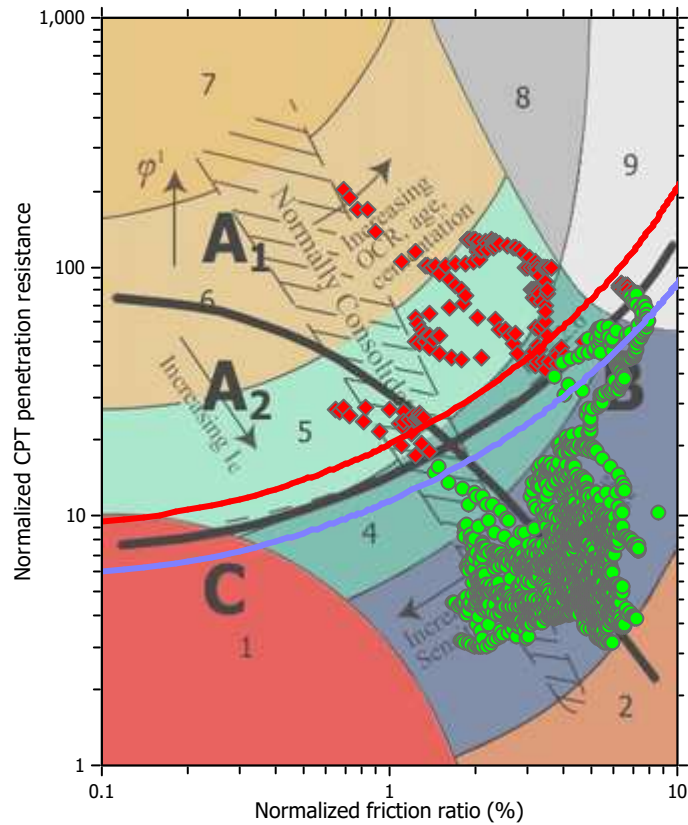 1,000
7
8
9
φ'
Increasing
OCR, age,
cementation
A1
Normally Consolidated
100
6
A2
Increasing Ic
5
B
10
4
C
1
2
1
0.1
1
10
Normalized friction ratio (%)
Normalized CPT penetration resistance